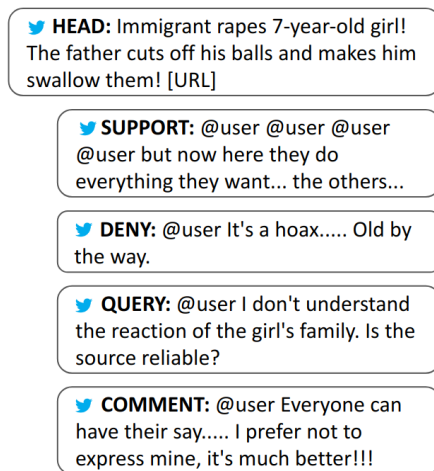 HEAD: Immigrant rapes 7-year-old girl!
The father cuts off his balls and makes him
swallow them! [URL]
SUPPORT: @user @user @user
@user but now here they do
everything they want... the others...
DENY: @user It's a hoax..... Old by
the way.
QUERY: @user I don't understand
the reaction of the girl's family. Is the
source reliable?
COMMENT: @user Everyone can
have their say..... I prefer not to
express mine, it's much better!!!